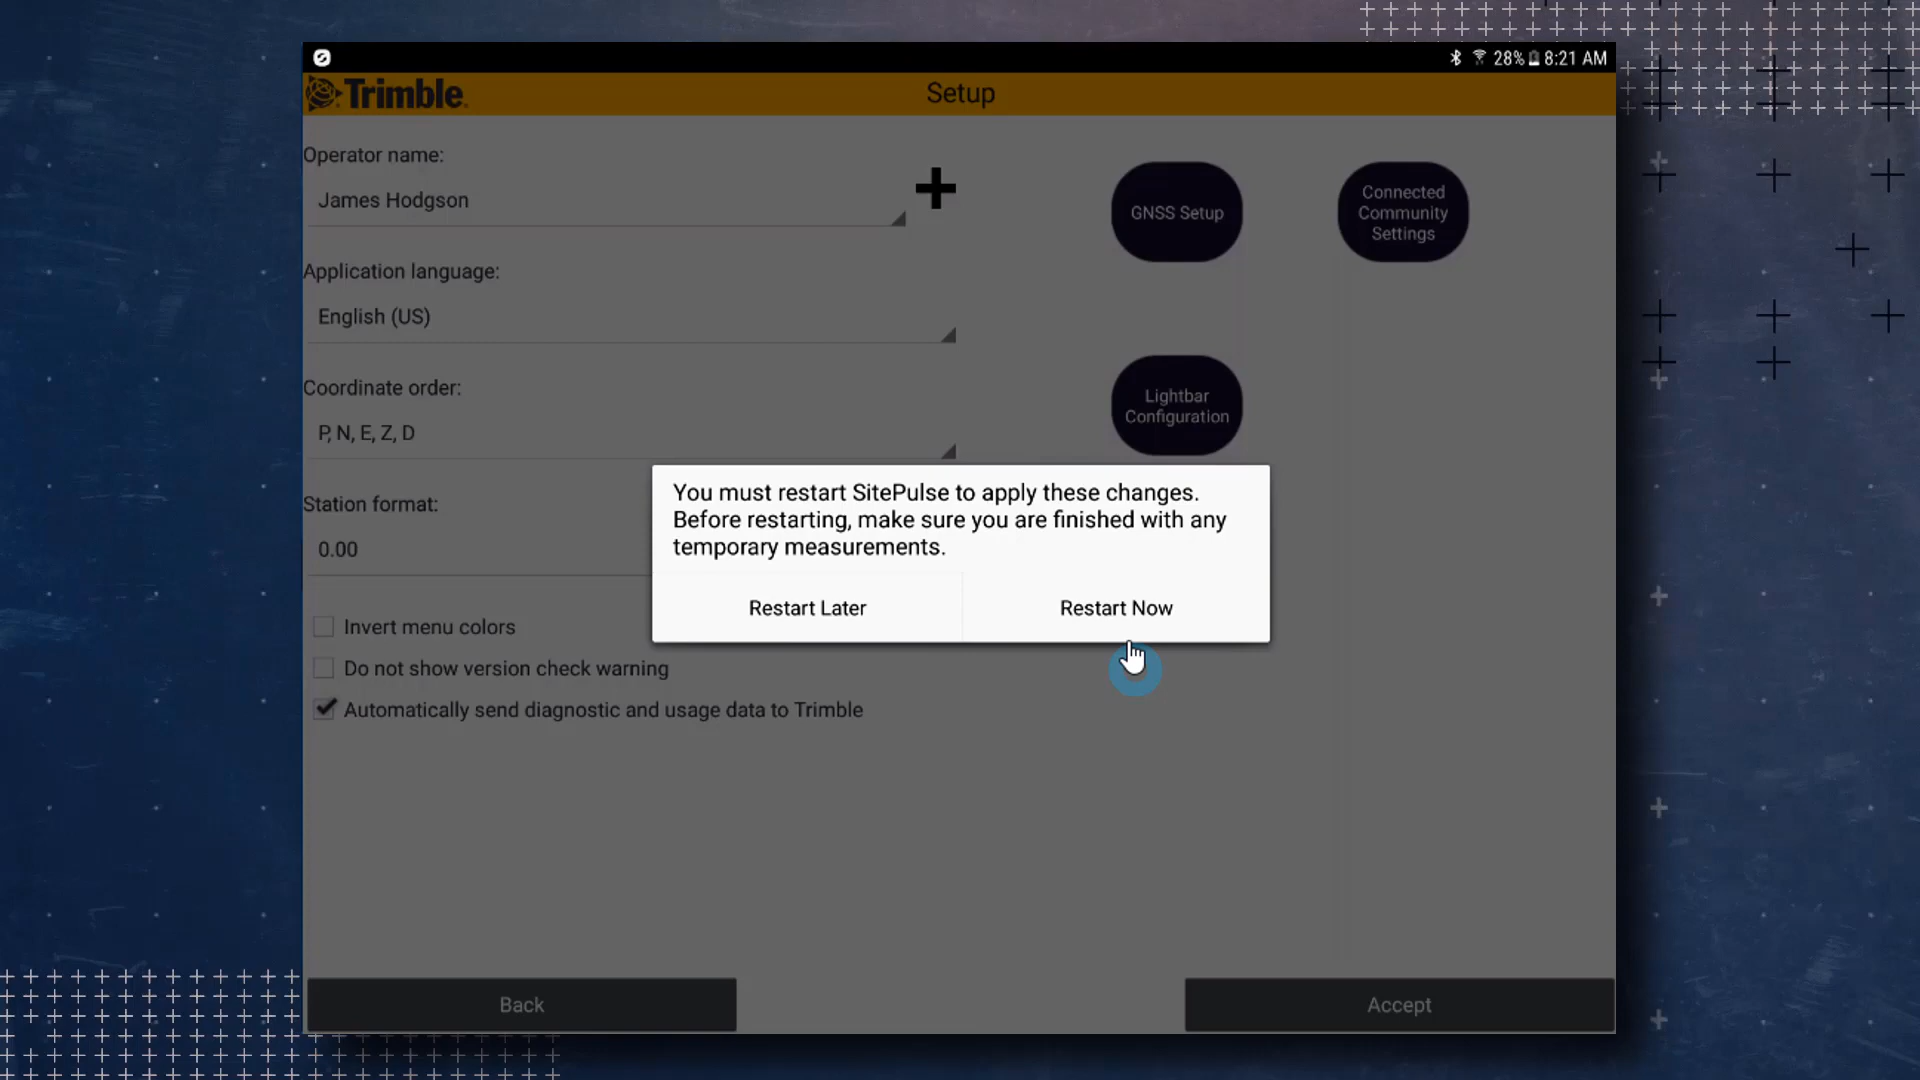 28% 8:21 AM
Trimble
Setup
Operator name:
James Hodgson
Application language:
English (US)
Coordinate order:
P, N, E, Z, D
Station format:
0.00
Invert menu colors
Do not show version check warning
Automatically send diagnostic and usage data to Trimble
GNSS Setup
Connected
Community
Settings
Lightbar
Configuration
You must restart SitePulse to apply these changes.
Before restarting, make sure you are finished with any
temporary measurements.
Restart Later
Restart Now
Back
Accept